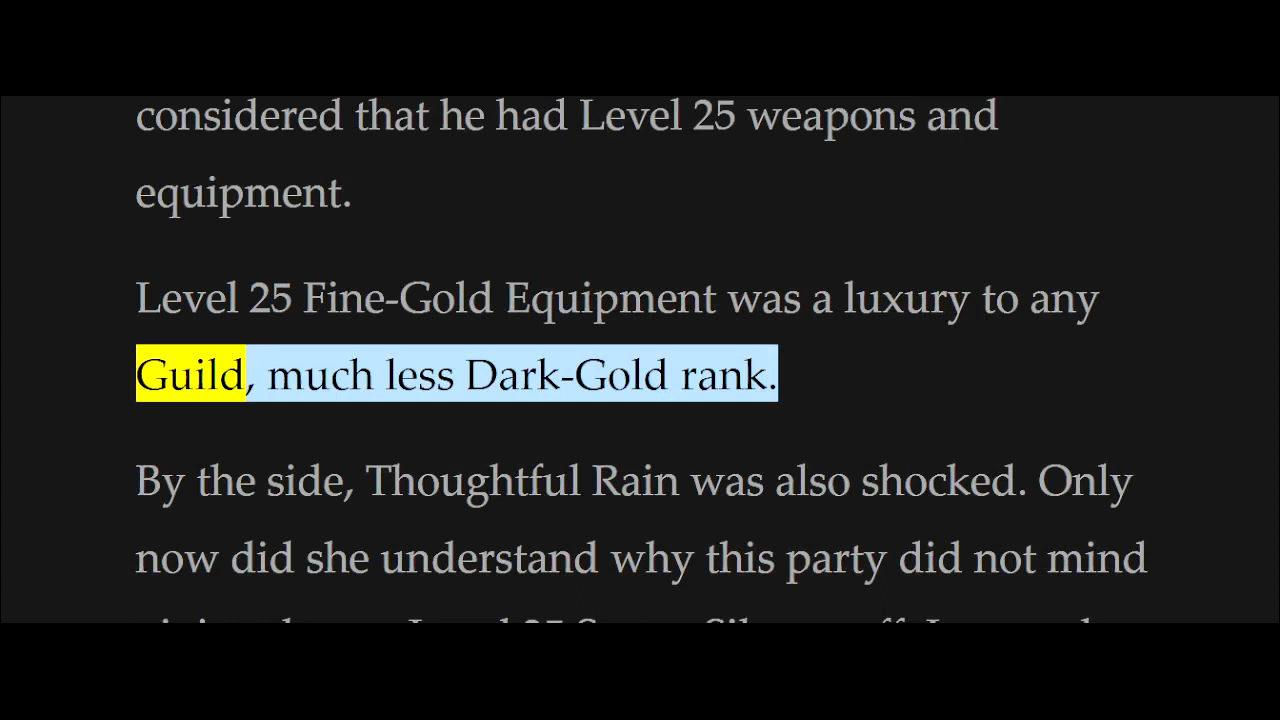 considered that he had Level 25 weapons and
equipment.
Level 25 Fine-Gold Equipment was a luxury to any
Guild, much less Dark-Gold rank.
By the side, Thoughtful Rain was also shocked. Only
now did she understand why this party did not mind